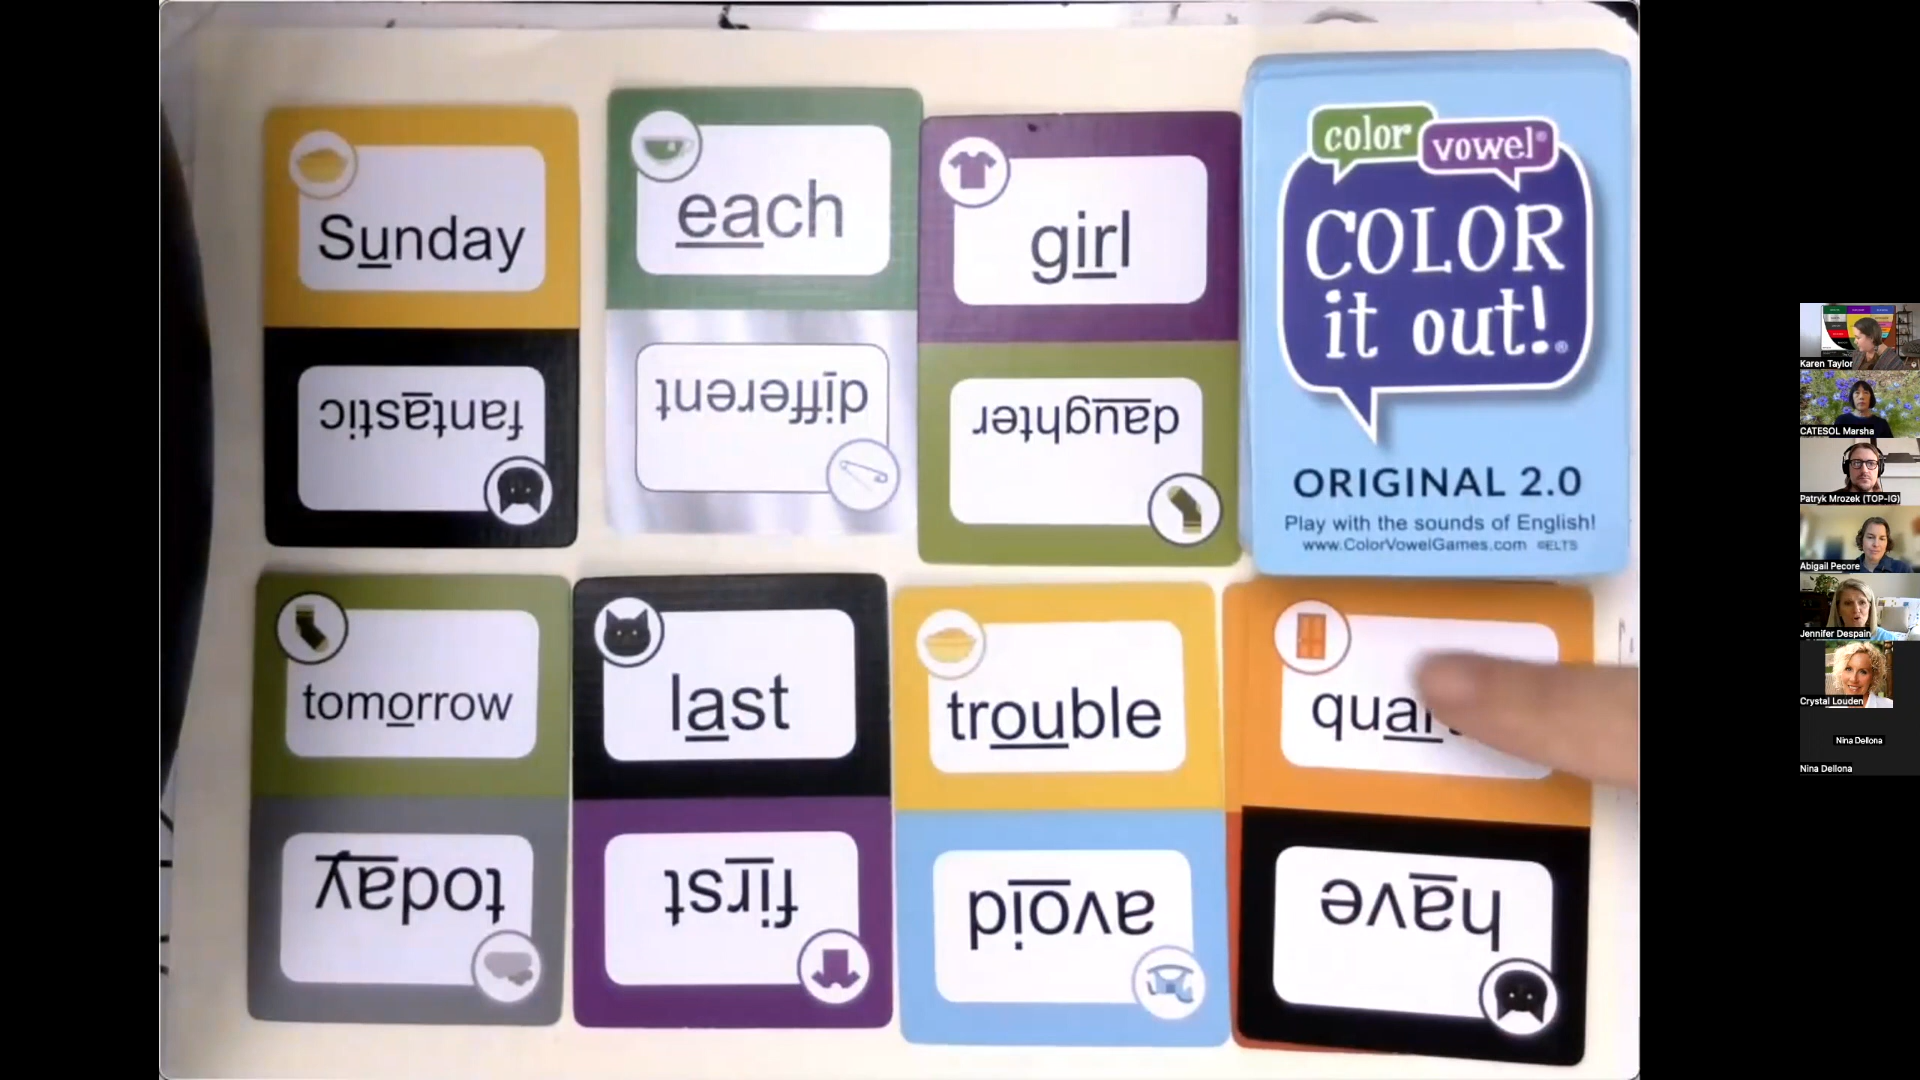 Sunday
fantastic
each
different
girl
daughter
color vowel®
COLOR
it out!®
ORIGINAL 2.0
Play with the sounds of English!
www.ColorVowelGames.com ©ELTS
tomorrow
today
last
first
trouble
avoid
have
Karen Taylor
CATESOL Marsha
Patryk Mrozek (TOP-IG)
Abigail Pecore
Jennifer Despain
Crystal Louden
Nina Dellona
Nina Dellona